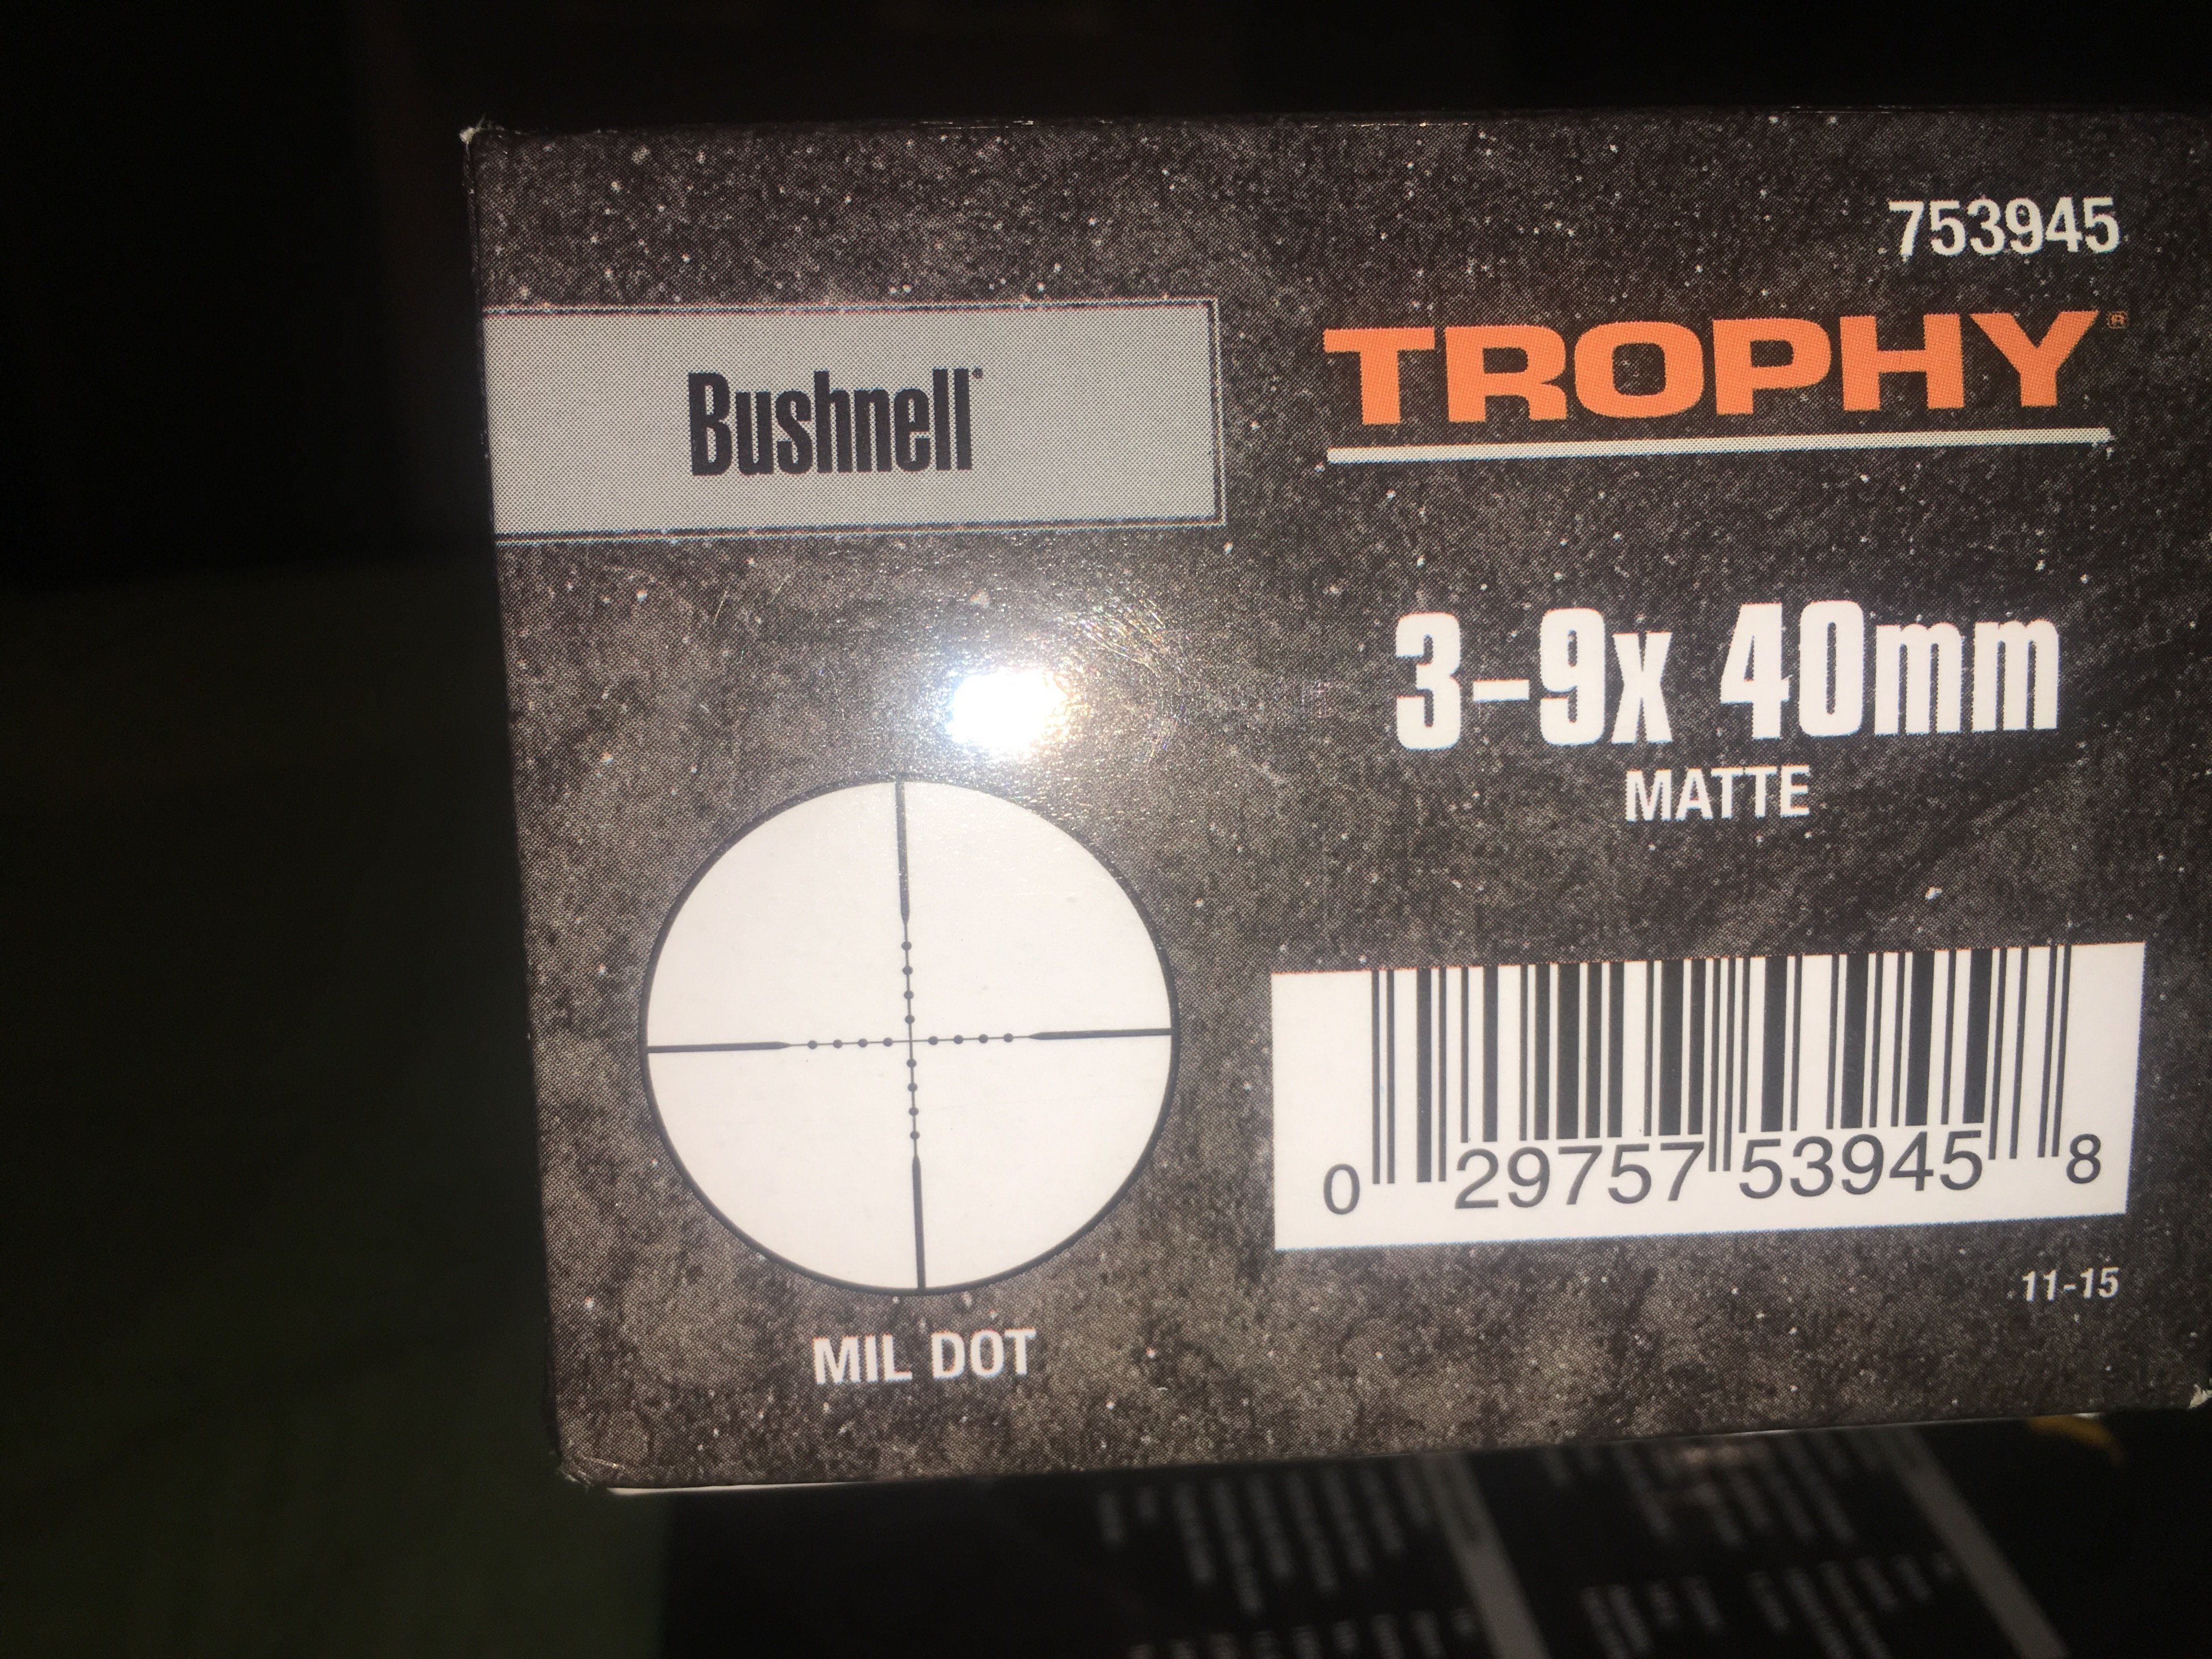 753945
Bushnell®
TROPHY®
3-9x 40mm
MATTE
MIL DOT
0 29757 53945 8
11-15